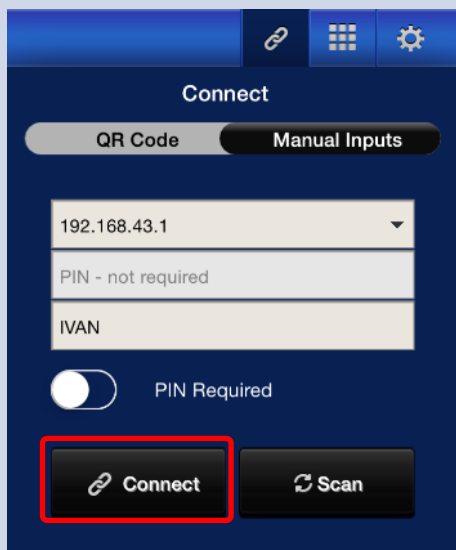 Connect
QR Code Manual Inputs
192.168.43.1
PIN - not required
IVAN
PIN Required
Connect Scan